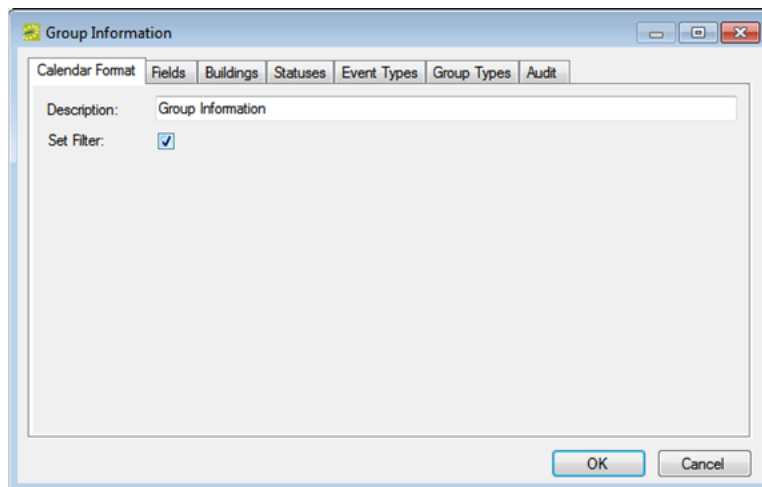 Group Information
Calendar Format Fields Buildings Statuses Event Types Group Types Audit
Description: Group Information
Set Filter:
OK Cancel